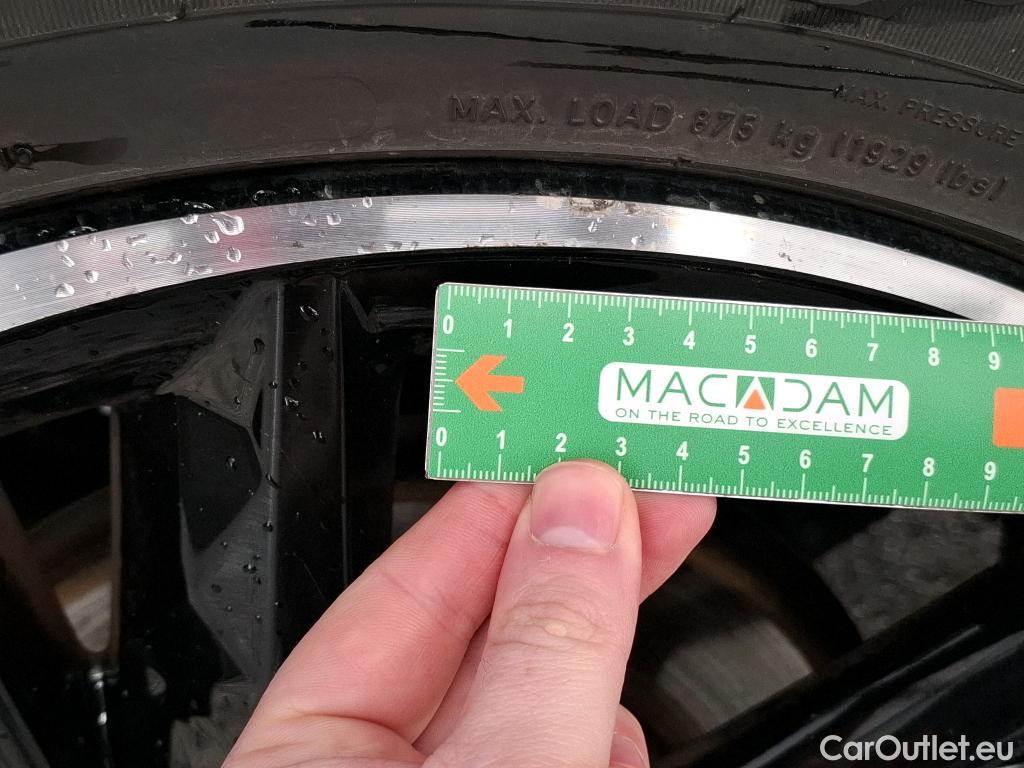 MAX. LOAD 875 kg (1929 lbs)
MAX. PRESSURE
0 1 2 3 4 5 6 7 8 9
MACADAM
ON THE ROAD TO EXCELLENCE
0 1 2 3 4 5 6 7 8 9
CarOutlet.eu